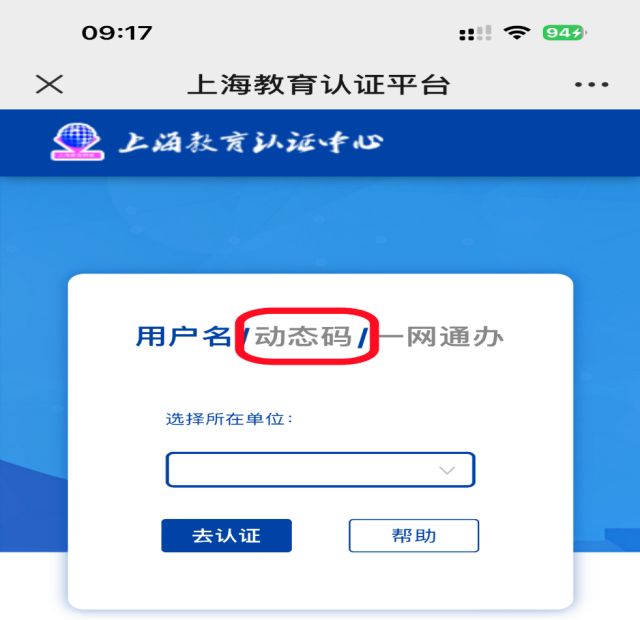 09:17
94
上海教育认证平台
上海教育认证中心
用户名/动态码/一网通办
选择所在单位:
去认证
帮助